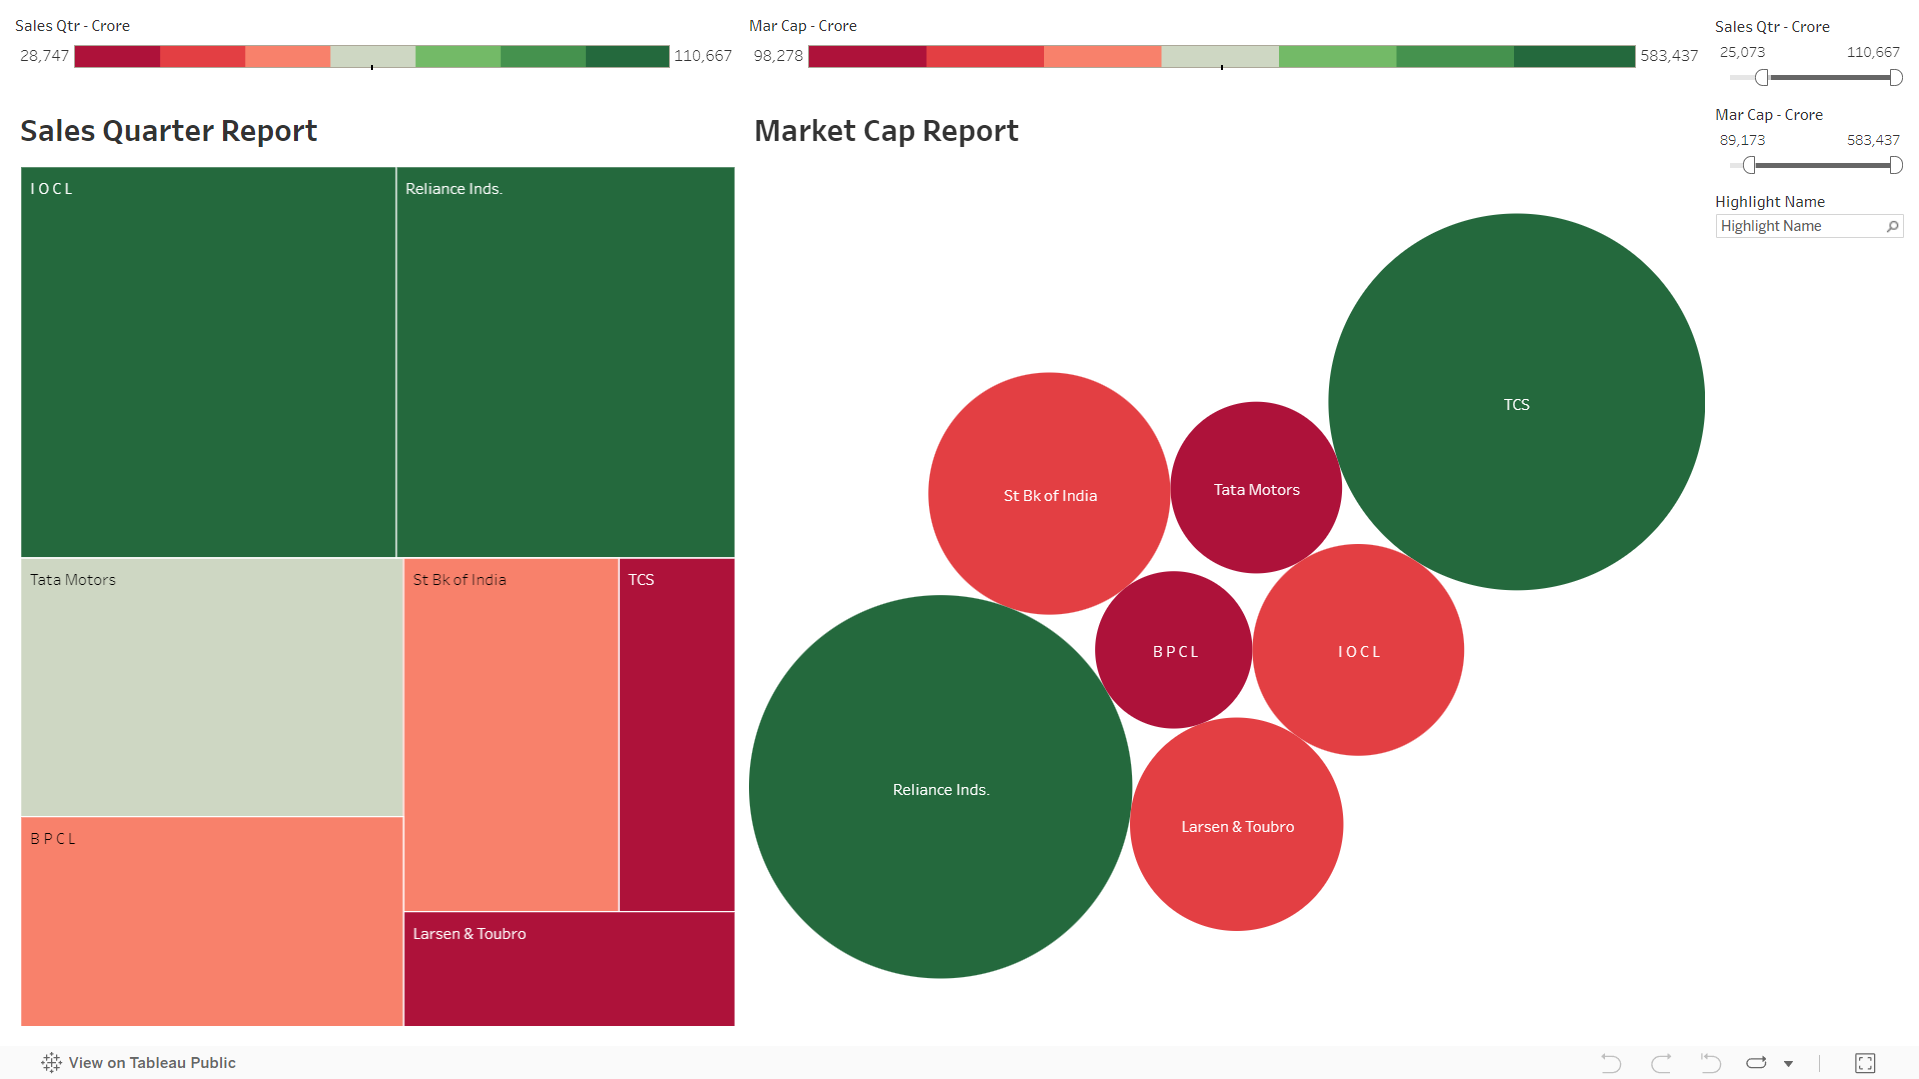 Sales Qtr - Crore
28,747 110,667
Mar Cap - Crore
98,278 583,437
Sales Qtr - Crore
25,073 110,667
Mar Cap - Crore
89,173 583,437
Highlight Name
Highlight Name
Sales Quarter Report
I O C L
Reliance Inds.
Tata Motors
St Bk of India
TCS
B P C L
Larsen & Toubro
Market Cap Report
TCS
St Bk of India
Tata Motors
B P C L
I O C L
Reliance Inds.
Larsen & Toubro
View on Tableau Public